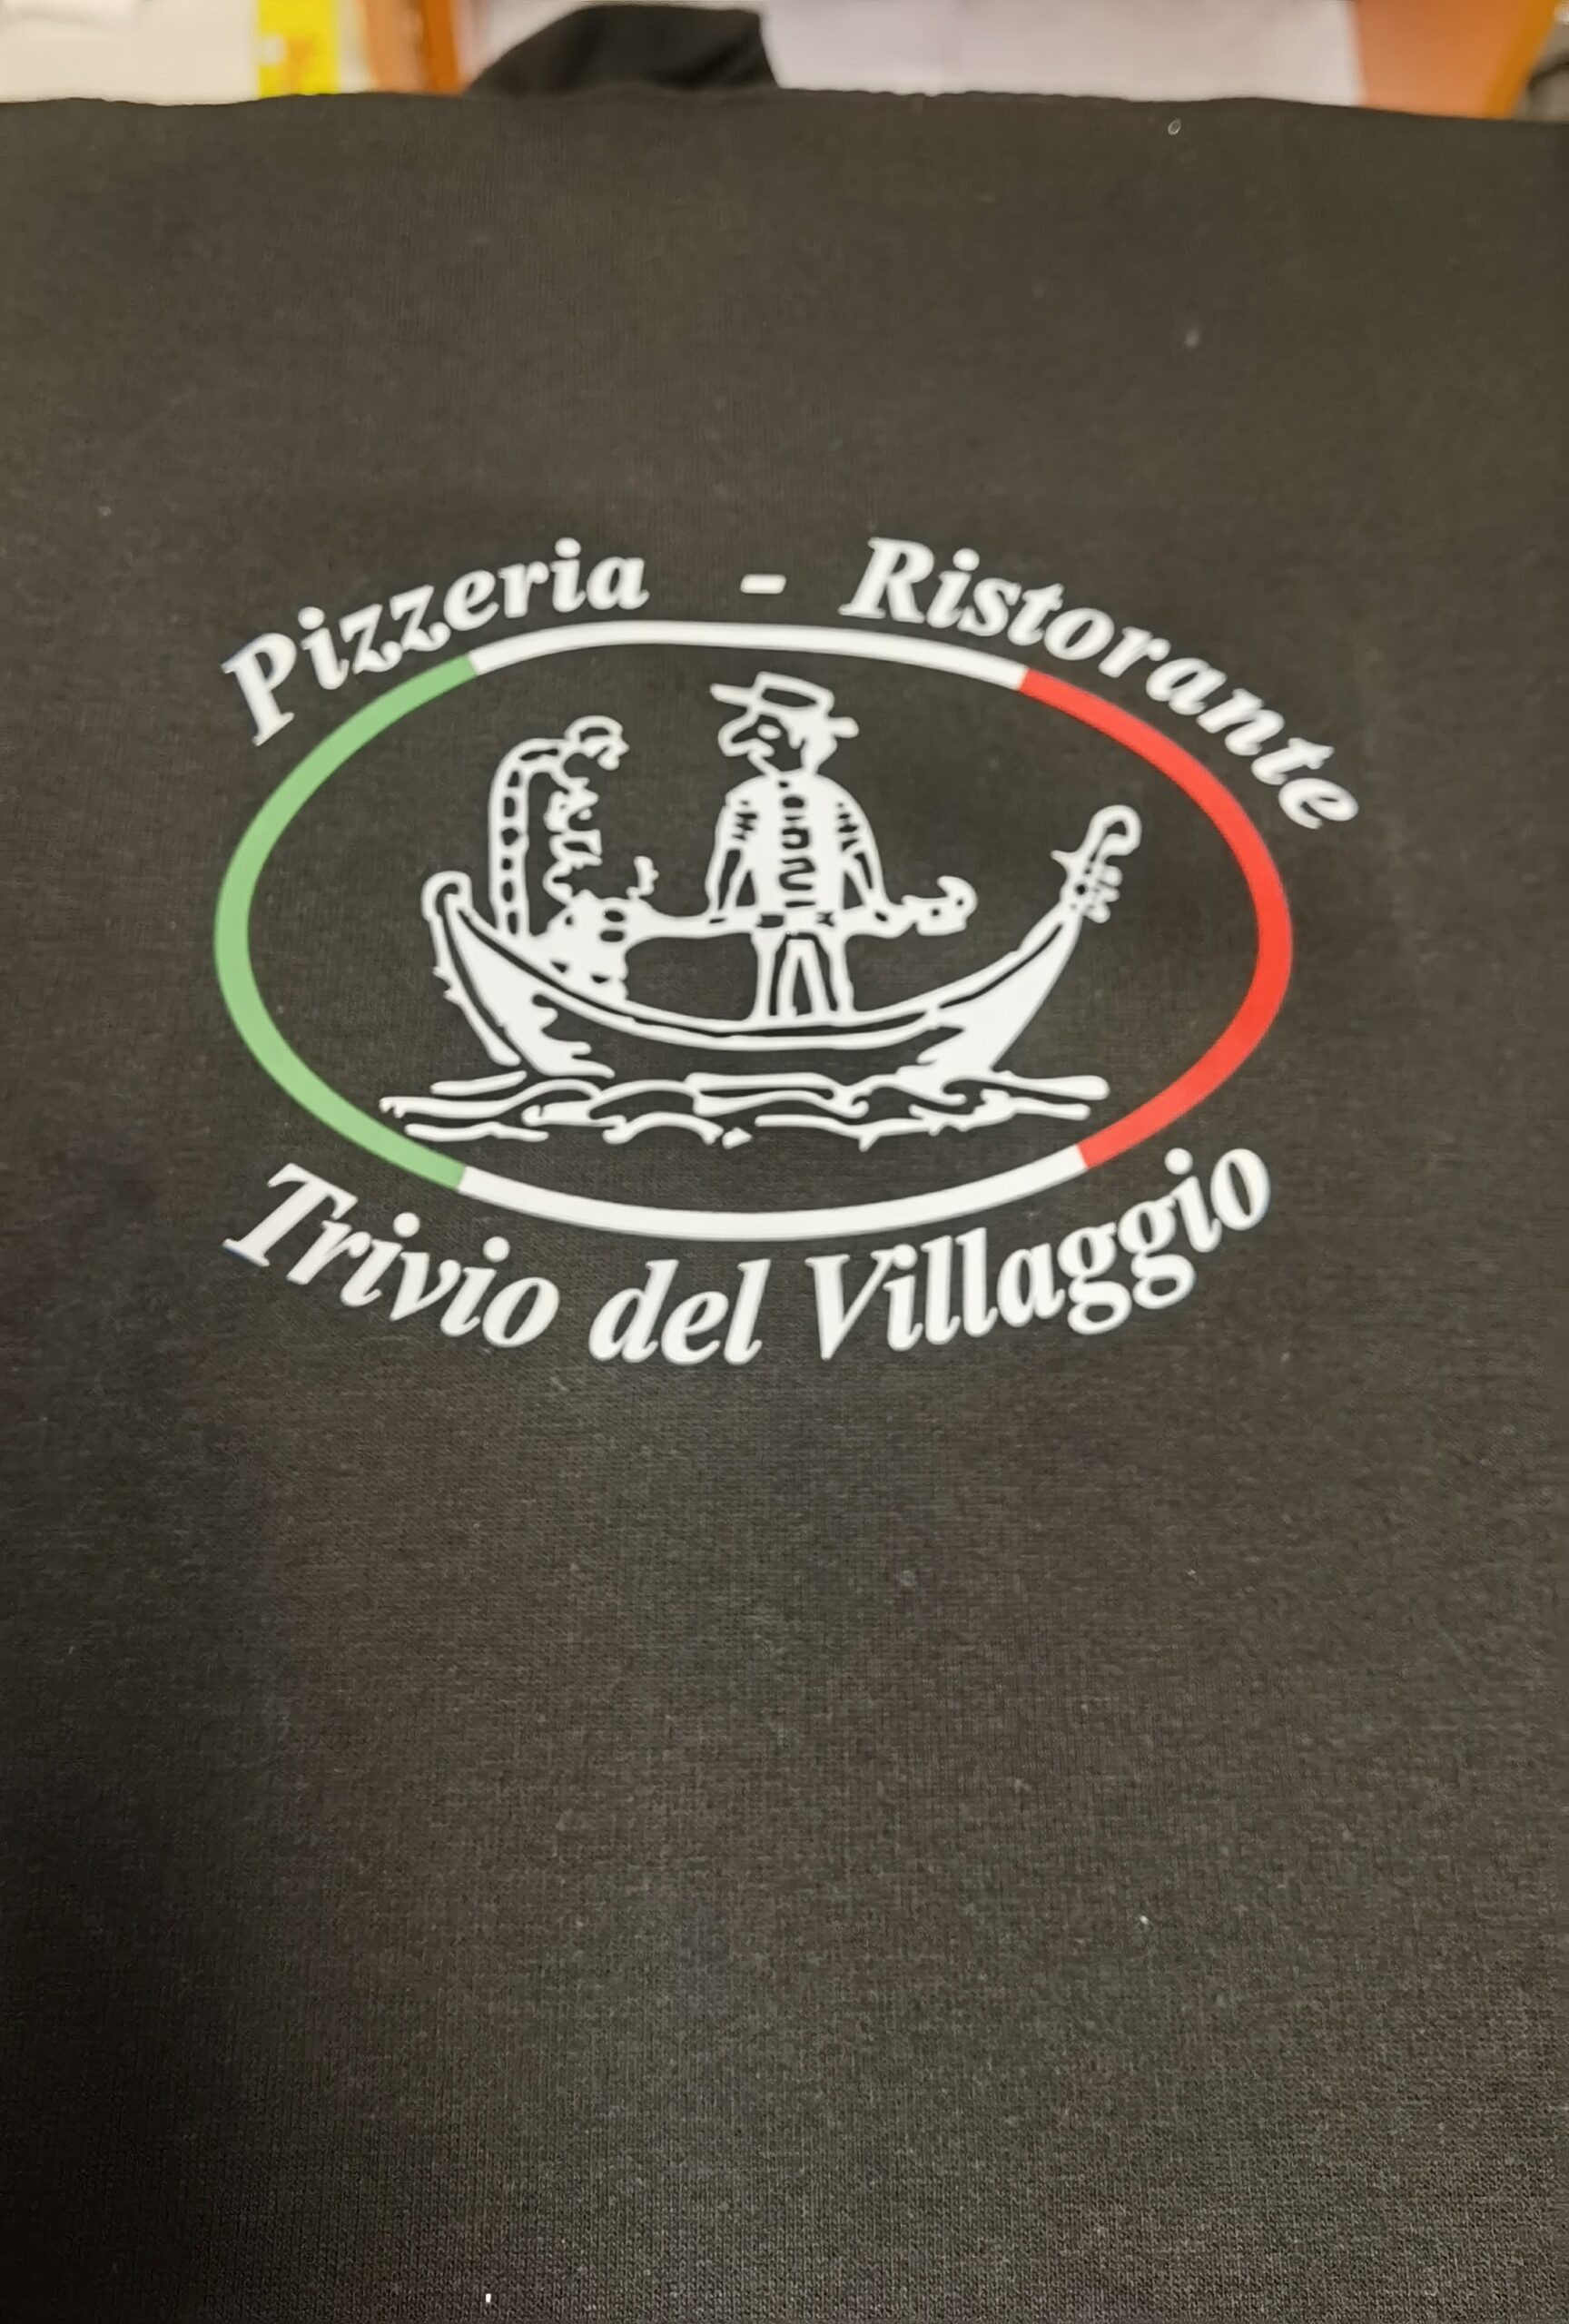 Pizzeria - Ristorante
Trivio del Villaggio